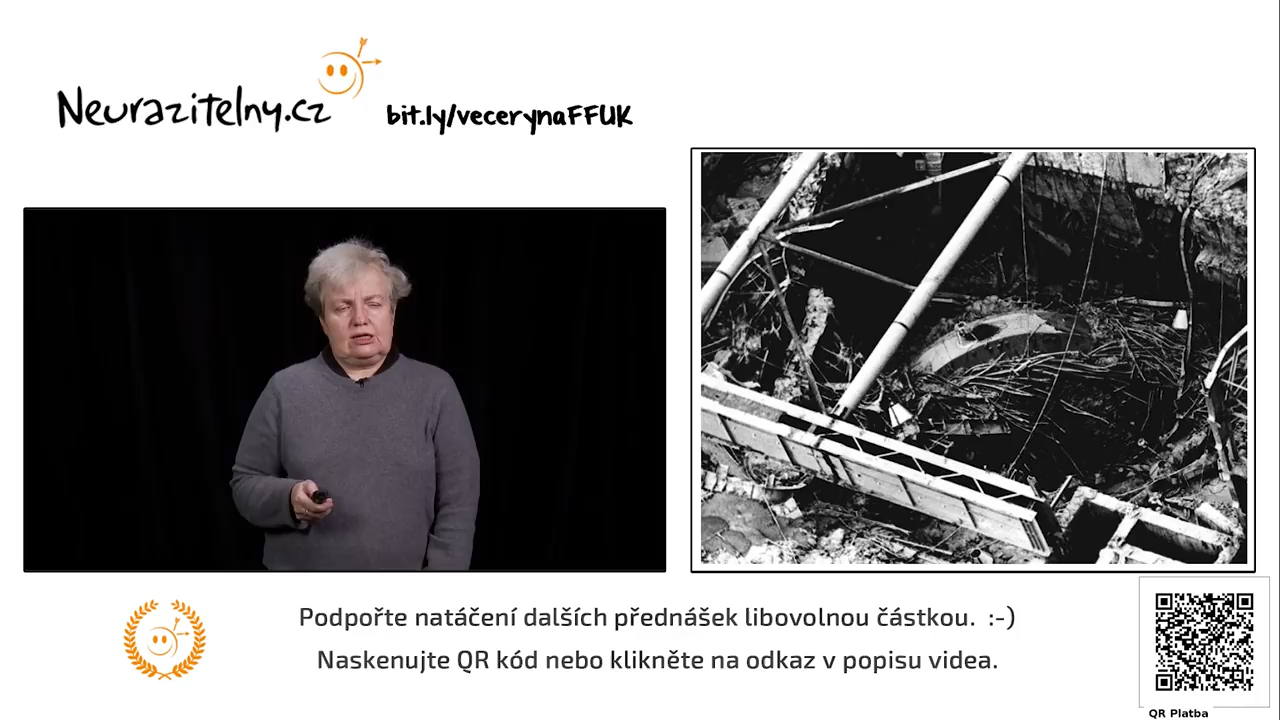 Neurazitelny.cz
bit.ly/vecerynaFFUK
Podpořte natáčení dalších přednášek libovolnou částkou. :-)
Naskenujte QR kód nebo klikněte na odkaz v popisu videa.
QR Platba